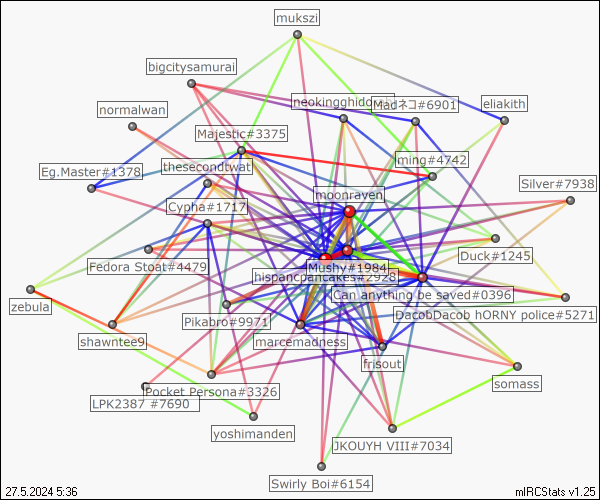 mukszi
bigcitysamurai
neokingghidorah
Madネコ#6901
eliakith
normalwan
Majestic#3375
thesecondtwat
ming#4742
Eg.Master#1378
Silver#7938
moonraven
Cypha#1717
Duck#1245
Fedora Stoat#4479
Mushy#1984
hispancpancakes#2928
Can anything be saved#0396
zebula
DacobDacob hORNY police#5271
Pikabro#9971
shawntee9
marcemadness
frisout
somass
Pocket Persona#3326
LPK2387 #7690
yoshimanden
JKOUYH VIII#7034
Swirly Boi#6154
27.5.2024 5:36
mIRCStats v1.25